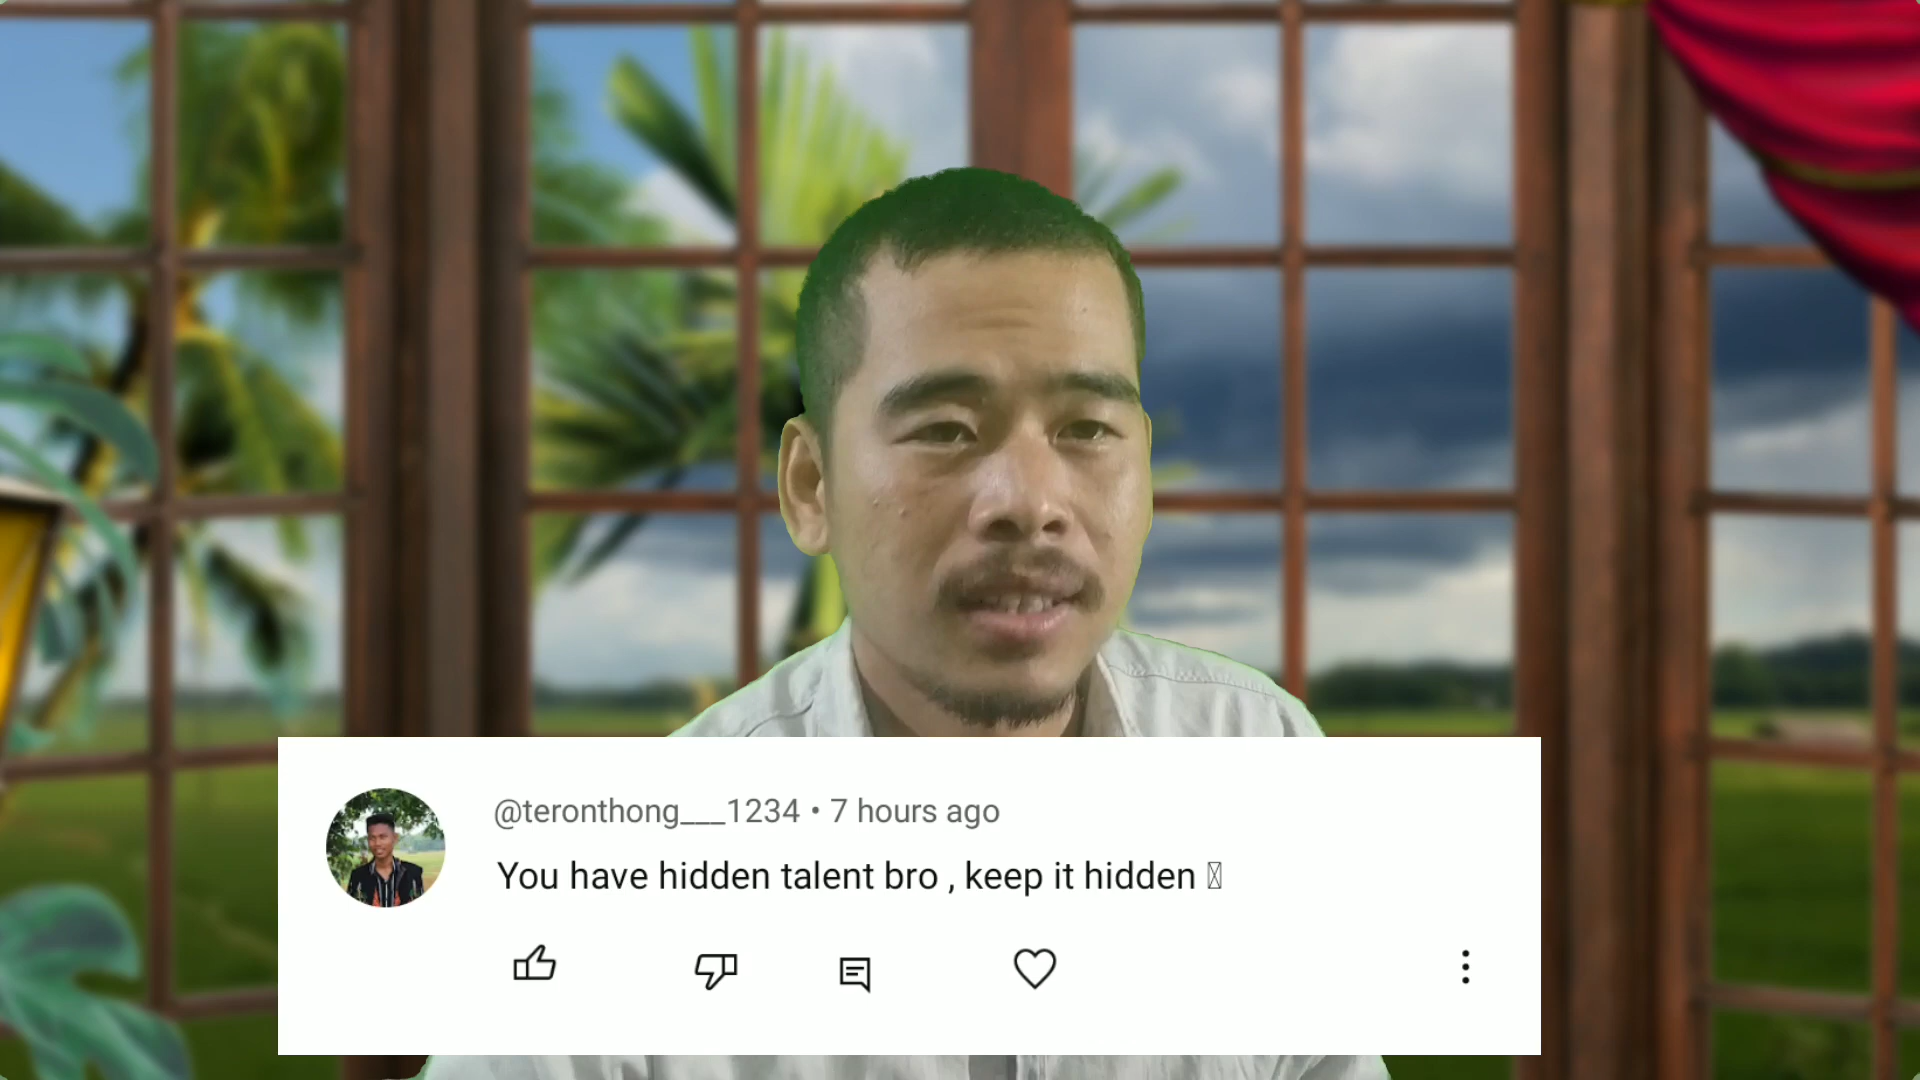 @teronthong___1234 • 7 hours ago
You have hidden talent bro , keep it hidden